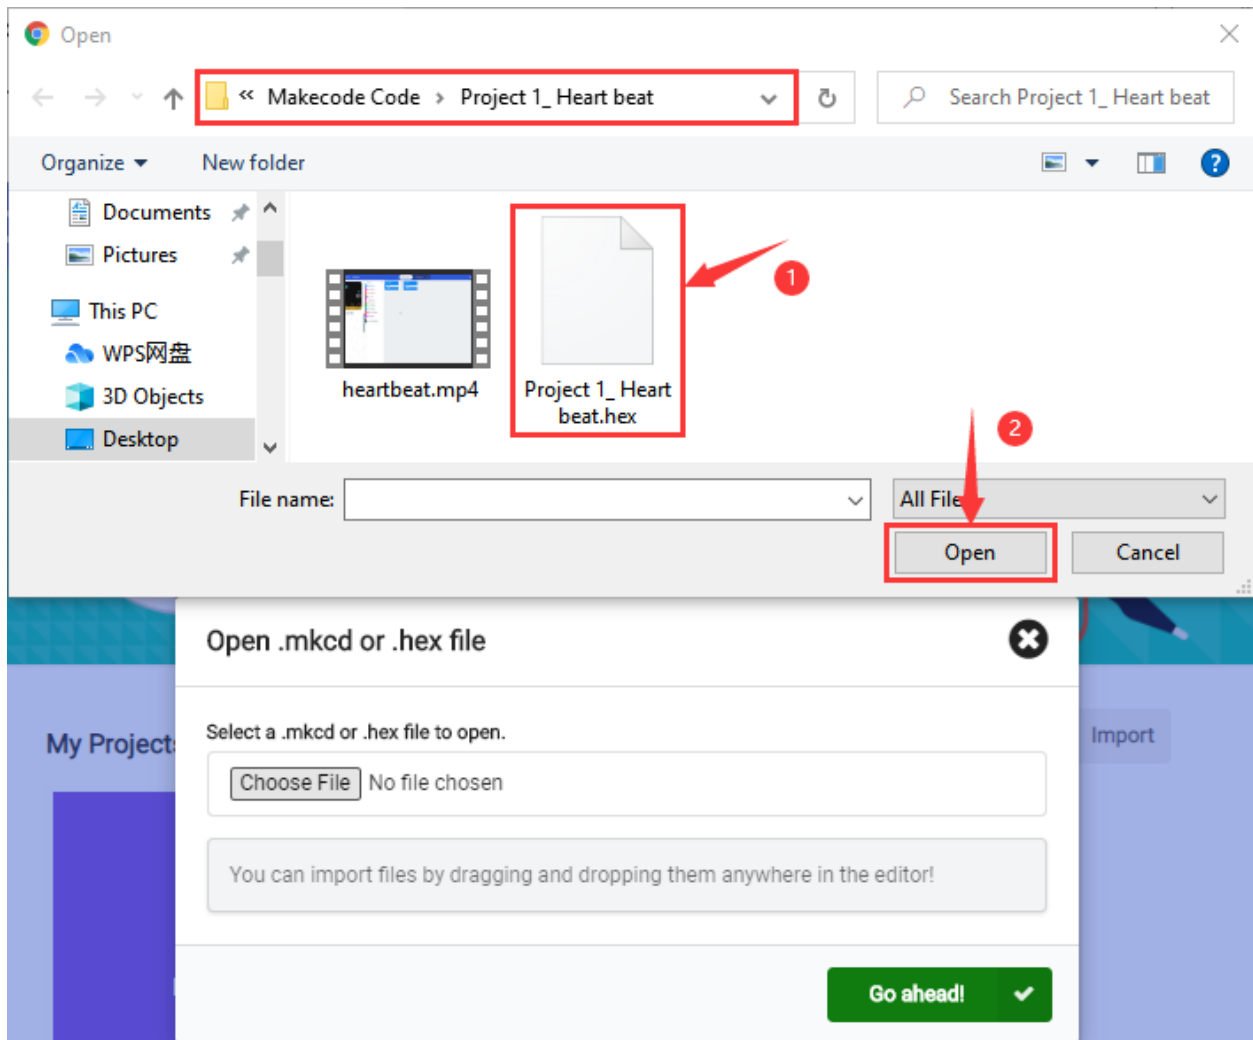 Open
« Makecode Code › Project 1_ Heart beat
Search Project 1_ Heart beat
Organize
New folder
?
Documents
Pictures
This PC
WPS网盘
3D Objects
Desktop
heartbeat.mp4
Project 1_ Heart
beat.hex
1
2
File name:
All File
Open
Cancel
Open .mkcd or .hex file
My Project
Import
Select a .mkcd or .hex file to open.
Choose File No file chosen
You can import files by dragging and dropping them anywhere in the editor!
Go ahead!